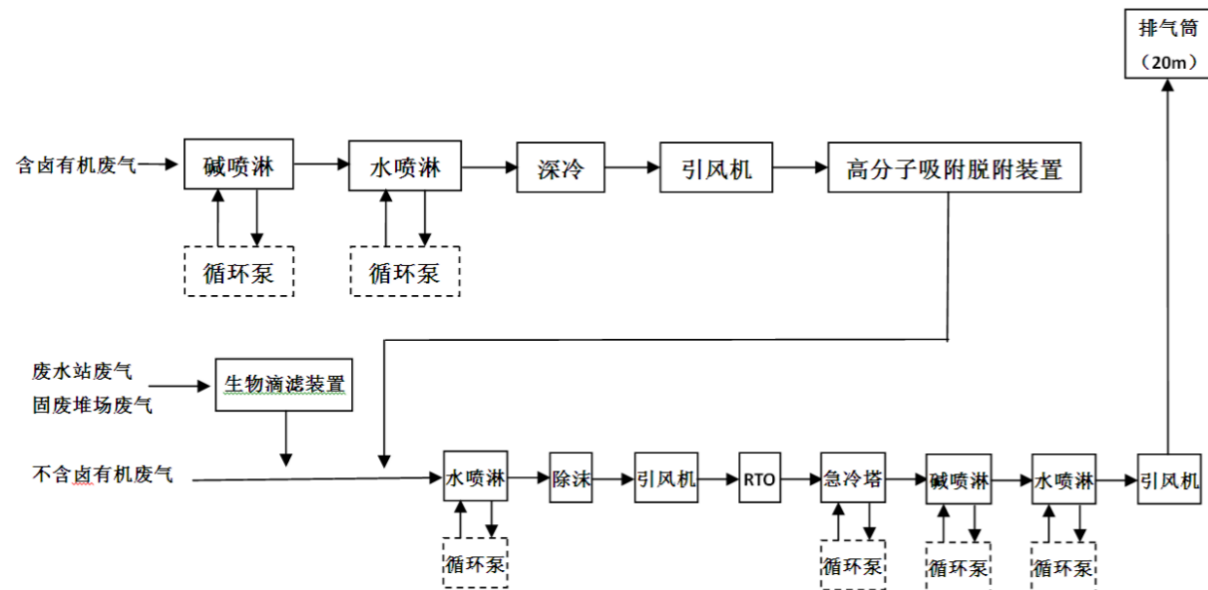 排气筒
（20m）
含卤有机废气
碱喷淋
水喷淋
深冷
引风机
高分子吸附脱附装置
循环泵
循环泵
废水站废气
固废堆场废气
生物滴滤装置
不含卤有机废气
水喷淋
除沫
引风机
RTO
急冷塔
碱喷淋
水喷淋
引风机
循环泵
循环泵
循环泵
循环泵